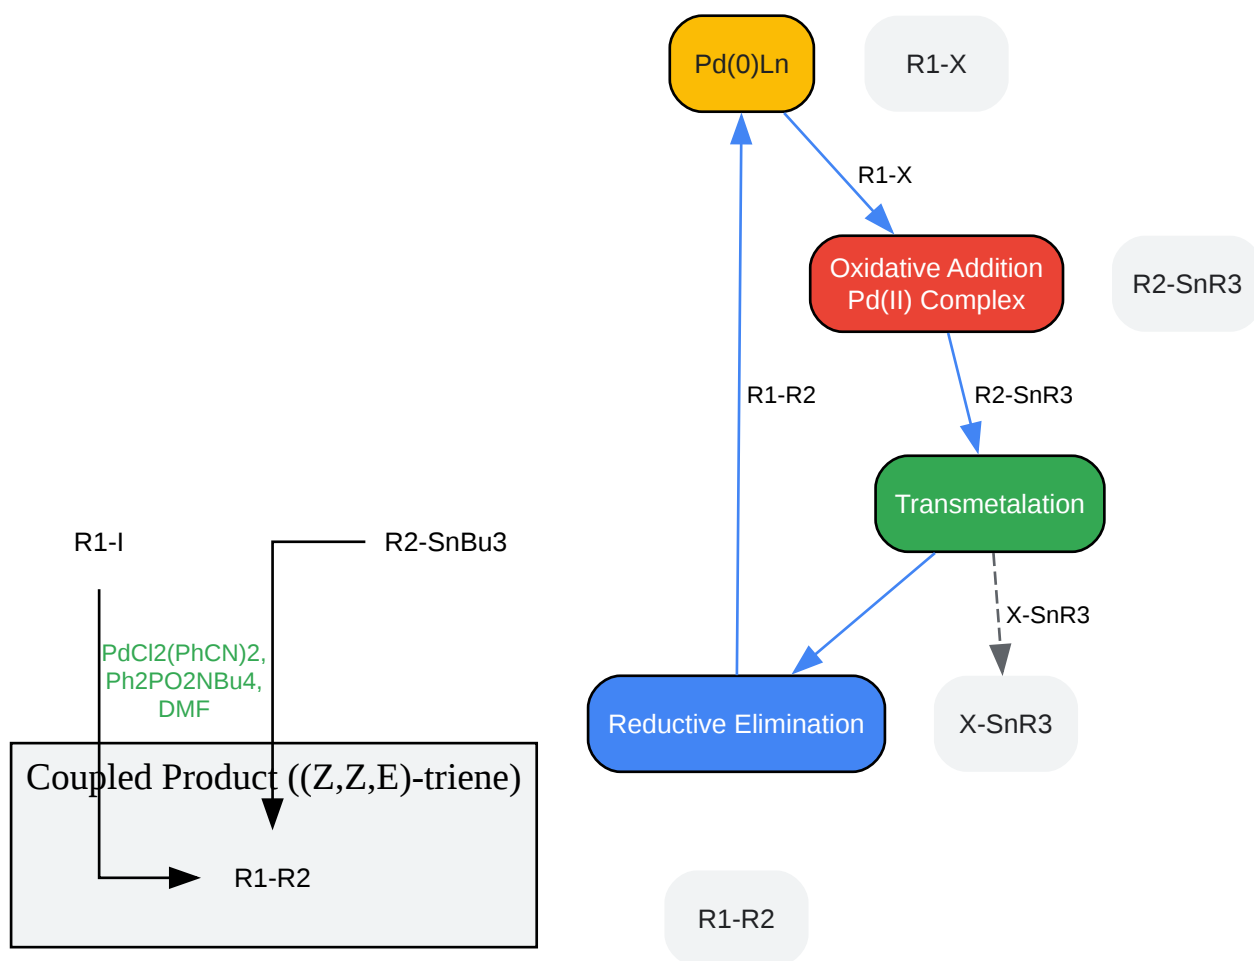 Pd(0)Ln
R1-X
R1-X
Oxidative Addition
Pd(II) Complex
R2-SnR3
R1-R2
R2-SnR3
Transmetalation
R1-I
R2-SnBu3
X-SnR3
PdCl2(PhCN)2,
Ph2PO2NBu4,
DMF
Reductive Elimination
X-SnR3
Coupled Product ((Z,Z,E)-triene)
R1-R2
R1-R2